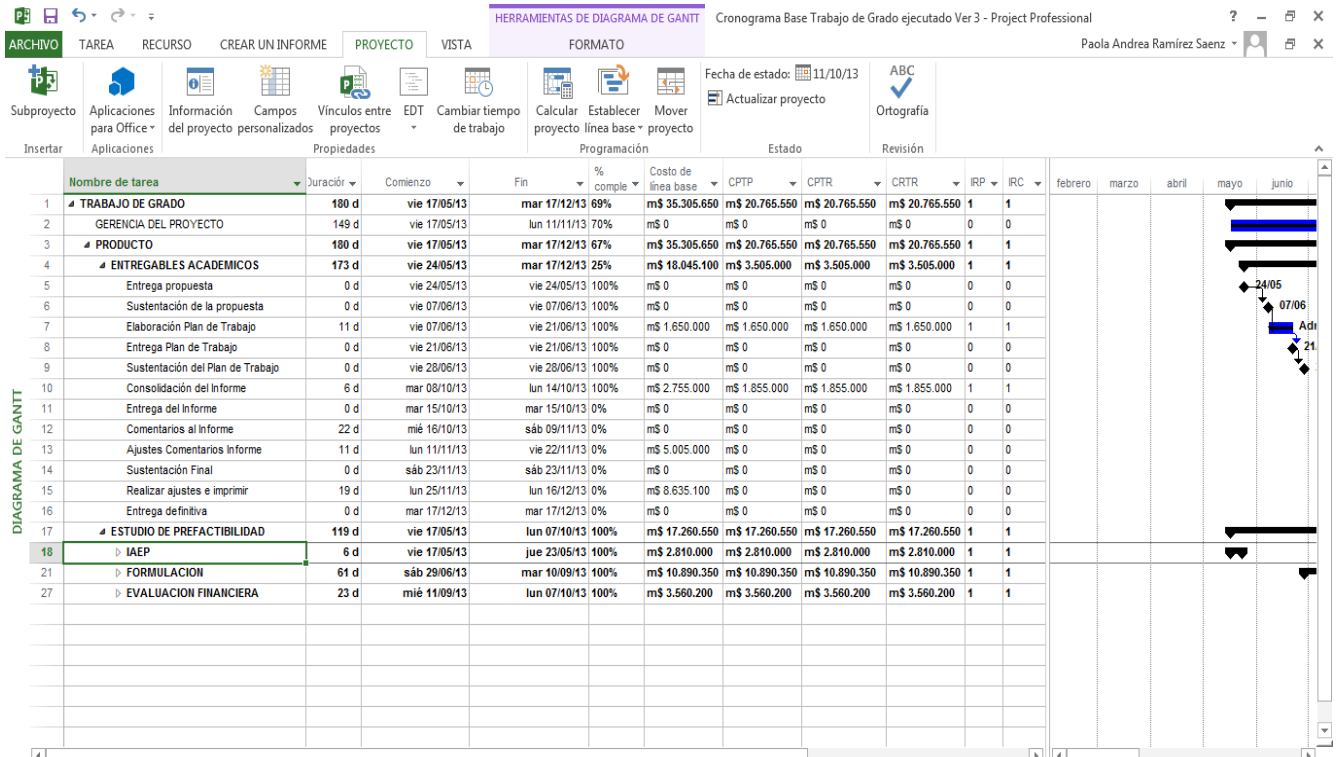 HERRAMIENTAS DE DIAGRAMA DE GANTT Cronograma Base Trabajo de Grado ejecutado Ver 3 - Project Professional
ARCHIVO TAREA RECURSO CREAR UN INFORME PROYECTO VISTA FORMATO Paola Andrea Ramírez Saenz
Subproyecto
Aplicaciones para Office
Información del proyecto
Campos personalizados
Vínculos entre proyectos
EDT
Cambiar tiempo de trabajo
Calcular proyecto
Establecer línea base
Mover proyecto
Fecha de estado: 11/10/13
Actualizar proyecto
ABC
Ortografía
Insertar Aplicaciones Propiedades Programación Estado Revisión
Nombre de tarea Duración Comienzo Fin % comple Costo de línea base CPTP CPTR CRTR IRP IRC febrero marzo abril mayo junio
1 TRABAJO DE GRADO 180 d vie 17/05/13 mar 17/12/13 69% m$ 35.305.650 m$ 20.765.550 m$ 20.765.550 m$ 20.765.550 1 1
2 GERENCIA DEL PROYECTO 149 d vie 17/05/13 lun 11/11/13 70% m$ 0 m$ 0 m$ 0 m$ 0 0 0
3 PRODUCTO 180 d vie 17/05/13 mar 17/12/13 67% m$ 35.305.650 m$ 20.765.550 m$ 20.765.550 m$ 20.765.550 1 1
4 ENTREGABLES ACADEMICOS 173 d vie 24/05/13 mar 17/12/13 25% m$ 18.045.100 m$ 3.505.000 m$ 3.505.000 m$ 3.505.000 1 1
5 Entrega propuesta 0 d vie 24/05/13 vie 24/05/13 100% m$ 0 m$ 0 m$ 0 m$ 0 0 0 24/05
6 Sustentación de la propuesta 0 d vie 07/06/13 vie 07/06/13 100% m$ 0 m$ 0 m$ 0 m$ 0 0 0 07/06
7 Elaboración Plan de Trabajo 11 d vie 07/06/13 vie 21/06/13 100% m$ 1.650.000 m$ 1.650.000 m$ 1.650.000 m$ 1.650.000 1 1
8 Entrega Plan de Trabajo 0 d vie 21/06/13 vie 21/06/13 100% m$ 0 m$ 0 m$ 0 m$ 0 0 0 21
9 Sustentación del Plan de Trabajo 0 d vie 28/06/13 vie 28/06/13 100% m$ 0 m$ 0 m$ 0 m$ 0 0 0
10 Consolidación del Informe 6 d mar 08/10/13 lun 14/10/13 100% m$ 2.755.000 m$ 1.855.000 m$ 1.855.000 m$ 1.855.000 1 1
11 Entrega del Informe 0 d mar 15/10/13 mar 15/10/13 0% m$ 0 m$ 0 m$ 0 m$ 0 0 0
12 Comentarios al Informe 22 d mié 16/10/13 sáb 09/11/13 0% m$ 0 m$ 0 m$ 0 m$ 0 0 0
13 Ajustes Comentarios Informe 11 d lun 11/11/13 vie 22/11/13 0% m$ 5.005.000 m$ 0 m$ 0 m$ 0 0 0
14 Sustentación Final 0 d sáb 23/11/13 sáb 23/11/13 0% m$ 0 m$ 0 m$ 0 m$ 0 0 0
15 Realizar ajustes e imprimir 19 d lun 25/11/13 lun 16/12/13 0% m$ 8.635.100 m$ 0 m$ 0 m$ 0 0 0
16 Entrega definitiva 0 d mar 17/12/13 mar 17/12/13 0% m$ 0 m$ 0 m$ 0 m$ 0 0 0
17 ESTUDIO DE PREFACTIBILIDAD 119 d vie 17/05/13 lun 07/10/13 100% m$ 17.260.550 m$ 17.260.550 m$ 17.260.550 m$ 17.260.550 1 1
18 IAEP 6 d vie 17/05/13 jue 23/05/13 100% m$ 2.810.000 m$ 2.810.000 m$ 2.810.000 m$ 2.810.000 1 1
21 FORMULACION 61 d sáb 29/06/13 mar 10/09/13 100% m$ 10.890.350 m$ 10.890.350 m$ 10.890.350 m$ 10.890.350 1 1
27 EVALUACION FINANCIERA 23 d mié 11/09/13 lun 07/10/13 100% m$ 3.560.200 m$ 3.560.200 m$ 3.560.200 m$ 3.560.200 1 1
DIAGRAMA DE GANTT